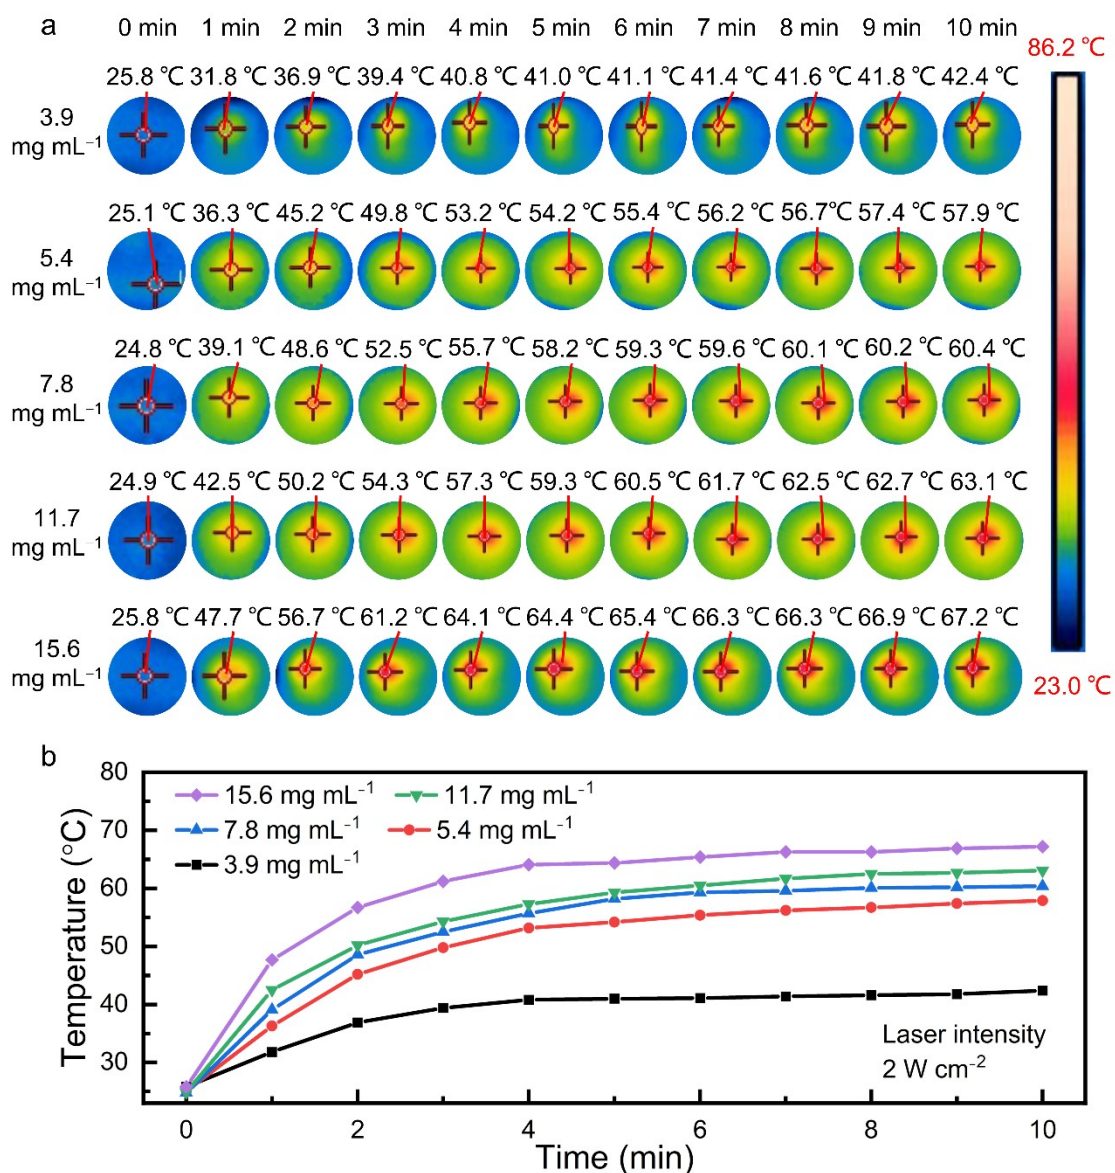 a
0 min 1 min 2 min 3 min 4 min 5 min 6 min 7 min 8 min 9 min 10 min
86.2 °C
25.8 °C 31.8 °C 36.9 °C 39.4 °C 40.8 °C 41.0 °C 41.1 °C 41.4 °C 41.6 °C 41.8 °C 42.4 °C
3.9
mg mL⁻¹
25.1 °C 36.3 °C 45.2 °C 49.8 °C 53.2 °C 54.2 °C 55.4 °C 56.2 °C 56.7°C 57.4 °C 57.9 °C
5.4
mg mL⁻¹
24.8 °C 39.1 °C 48.6 °C 52.5 °C 55.7 °C 58.2 °C 59.3 °C 59.6 °C 60.1 °C 60.2 °C 60.4 °C
7.8
mg mL⁻¹
24.9 °C 42.5 °C 50.2 °C 54.3 °C 57.3 °C 59.3 °C 60.5 °C 61.7 °C 62.5 °C 62.7 °C 63.1 °C
11.7
mg mL⁻¹
25.8 °C 47.7 °C 56.7 °C 61.2 °C 64.1 °C 64.4 °C 65.4 °C 66.3 °C 66.3 °C 66.9 °C 67.2 °C
15.6
mg mL⁻¹
23.0 °C
b
Temperature (°C)
80
70
60
50
40
30
15.6 mg mL⁻¹ 11.7 mg mL⁻¹
7.8 mg mL⁻¹ 5.4 mg mL⁻¹
3.9 mg mL⁻¹
Laser intensity
2 W cm⁻²
0 2 4 6 8 10
Time (min)